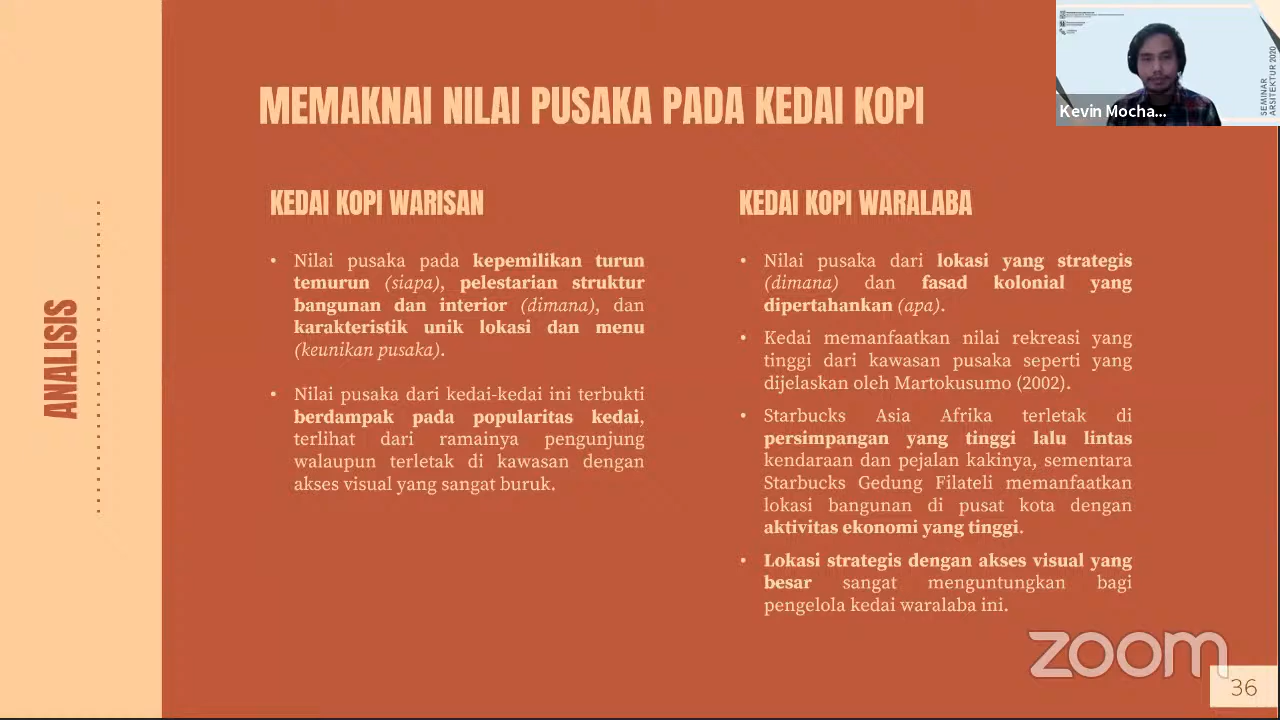 MEMAKNAI NILAI PUSAKA PADA KEDAI KOPI
Kevin Mocha...
SEMINAR
ARSITEKTUR 2020
ANALISIS
KEDAI KOPI WARISAN
• Nilai pusaka pada kepemilikan turun
temurun (siapa), pelestarian struktur
bangunan dan interior (dimana), dan
karakteristik unik lokasi dan menu
(keunikan pusaka).
• Nilai pusaka dari kedai-kedai ini terbukti
berdampak pada popularitas kedai,
terlihat dari ramainya pengunjung
walaupun terletak di kawasan dengan
akses visual yang sangat buruk.
KEDAI KOPI WARALABA
• Nilai pusaka dari lokasi yang strategis
(dimana) dan fasad kolonial yang
dipertahankan (apa).
• Kedai memanfaatkan nilai rekreasi yang
tinggi dari kawasan pusaka seperti yang
dijelaskan oleh Martokusumo (2002).
• Starbucks Asia Afrika terletak di
persimpangan yang tinggi lalu lintas
kendaraan dan pejalan kakinya, sementara
Starbucks Gedung Filateli memanfaatkan
lokasi bangunan di pusat kota dengan
aktivitas ekonomi yang tinggi.
• Lokasi strategis dengan akses visual yang
besar sangat menguntungkan bagi
pengelola kedai waralaba ini.
zoom
36